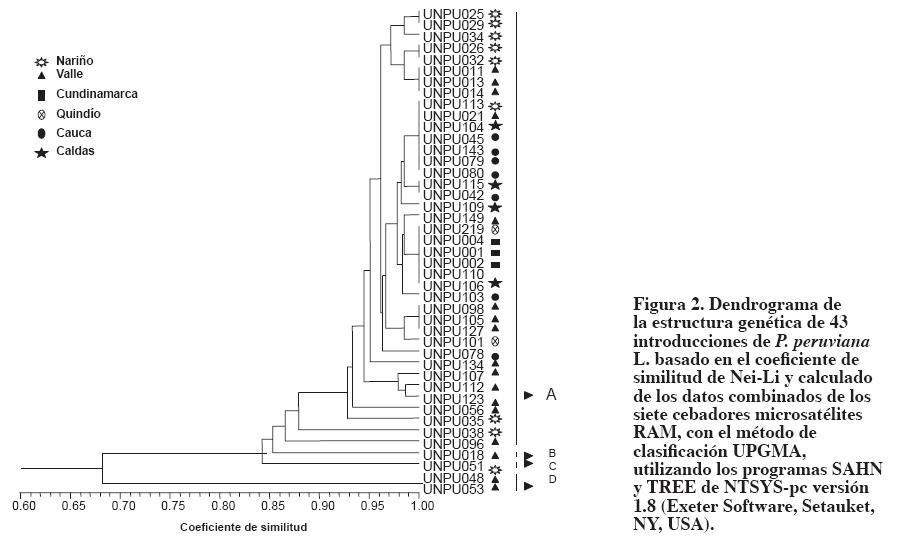 Nariño
Valle
Cundinamarca
Quindío
Cauca
Caldas
UNPU025
UNPU029
UNPU034
UNPU026
UNPU032
UNPU011
UNPU013
UNPU014
UNPU113
UNPU021
UNPU104
UNPU045
UNPU143
UNPU079
UNPU080
UNPU115
UNPU042
UNPU109
UNPU149
UNPU219
UNPU004
UNPU001
UNPU002
UNPU110
UNPU106
UNPU103
UNPU098
UNPU105
UNPU127
UNPU101
UNPU078
UNPU134
UNPU107
UNPU112
UNPU123
UNPU056
UNPU035
UNPU038
UNPU096
UNPU018
UNPU051
UNPU048
UNPU053
A
B
C
D
0.60 0.65 0.70 0.75 0.80 0.85 0.90 0.95 1.00
Coeficiente de similitud
Figura 2. Dendrograma de
la estructura genética de 43
introducciones de P. peruviana
L. basado en el coeficiente de
similitud de Nei-Li y calculado
de los datos combinados de los
siete cebadores microsatélites
RAM, con el método de
clasificación UPGMA,
utilizando los programas SAHN
y TREE de NTSYS-pc versión
1.8 (Exeter Software, Setauket,
NY, USA).